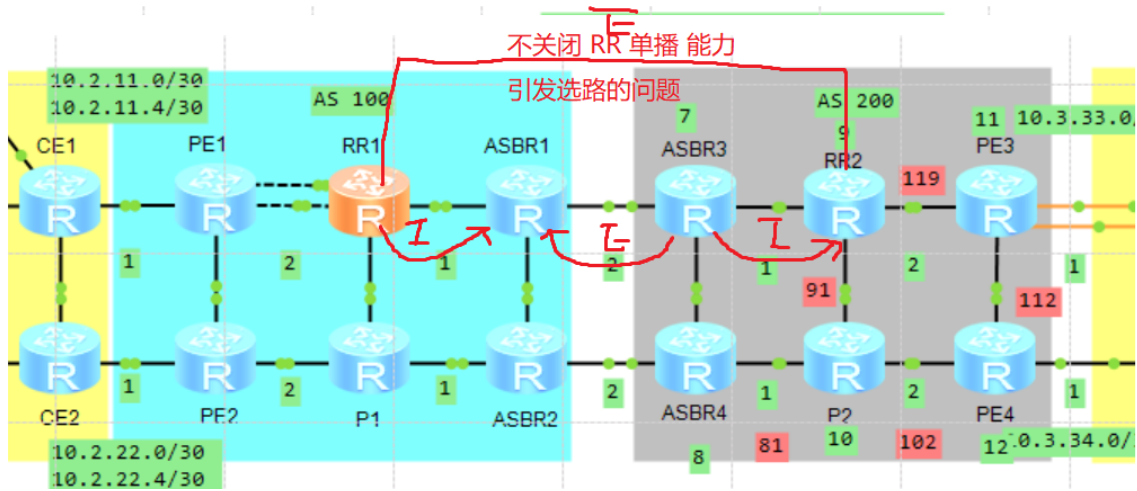 E
不关闭 RR 单播 能力
引发选路的问题
10.2.11.0/30
10.2.11.4/30
AS 100
AS 200
7
9
11
10.3.33.0/
CE1
PE1
RR1
ASBR1
ASBR3
RR2
PE3
119
R
R
R
R
R
R
R
I
E
I
1
2
1
2
1
2
1
91
112
R
R
R
R
R
R
R
1
2
1
2
1
2
1
CE2
PE2
P1
ASBR2
ASBR4
P2
PE4
10.2.22.0/30
10.2.22.4/30
8
81
10
102
12
0.3.34.0/